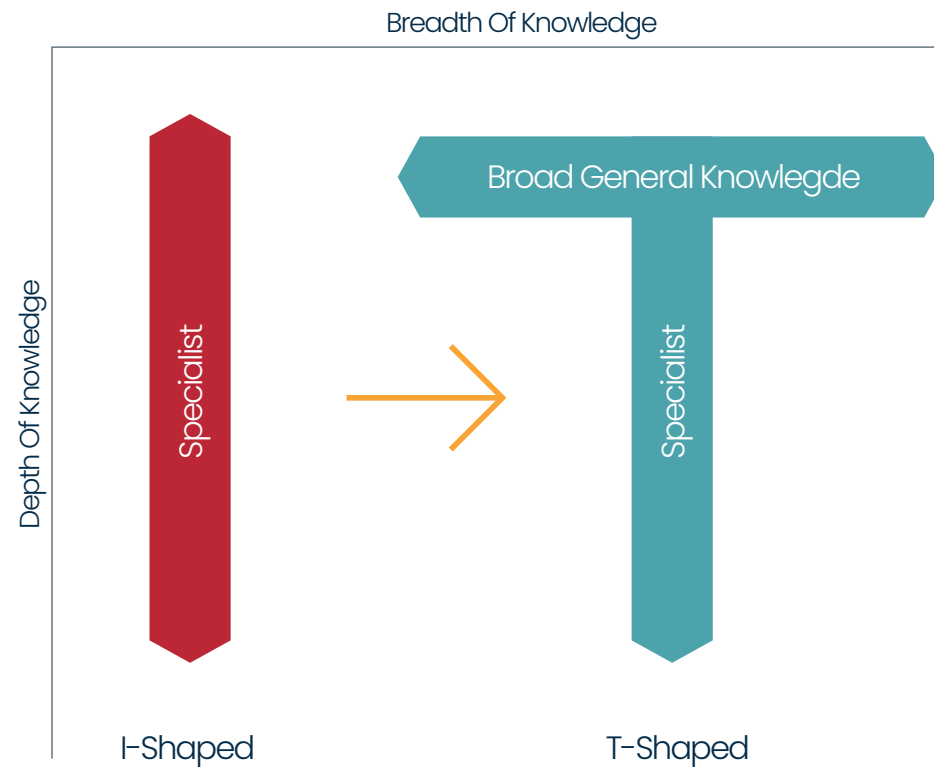 Breadth Of Knowledge
Broad General Knowlegde
Depth Of Knowledge
Specialist
Specialist
I-Shaped
T-Shaped